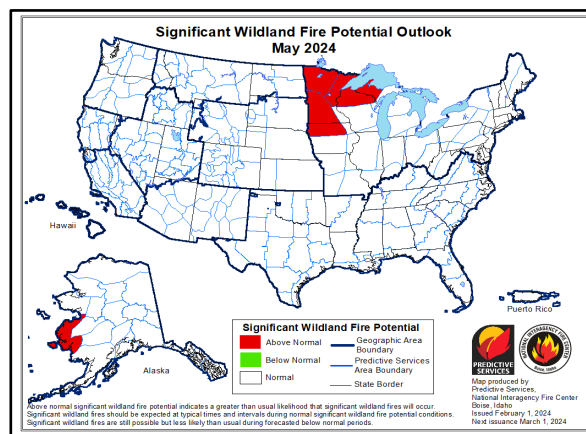 Significant Wildland Fire Potential Outlook
May 2024
Hawaii
Alaska
Puerto Rico
Significant Wildland Fire Potential
Above Normal
Below Normal
Normal
Geographic Area
Boundary
Predictive Services
Area Boundary
State Border
PREDICTIVE
SERVICES
NATIONAL INTERAGENCY FIRE CENTER
Boise, Idaho
Map produced by
Predictive Services,
National Interagency Fire Center
Boise, Idaho
Issued February 1, 2024
Next issuance March 1, 2024
Above normal significant wildland fire potential indicates a greater than usual likelihood that significant wildland fires will occur.
Significant wildland fires should be expected at typical times and intervals during normal significant wildland fire potential conditions.
Significant wildland fires are still possible but less likely than usual during forecasted below normal periods.